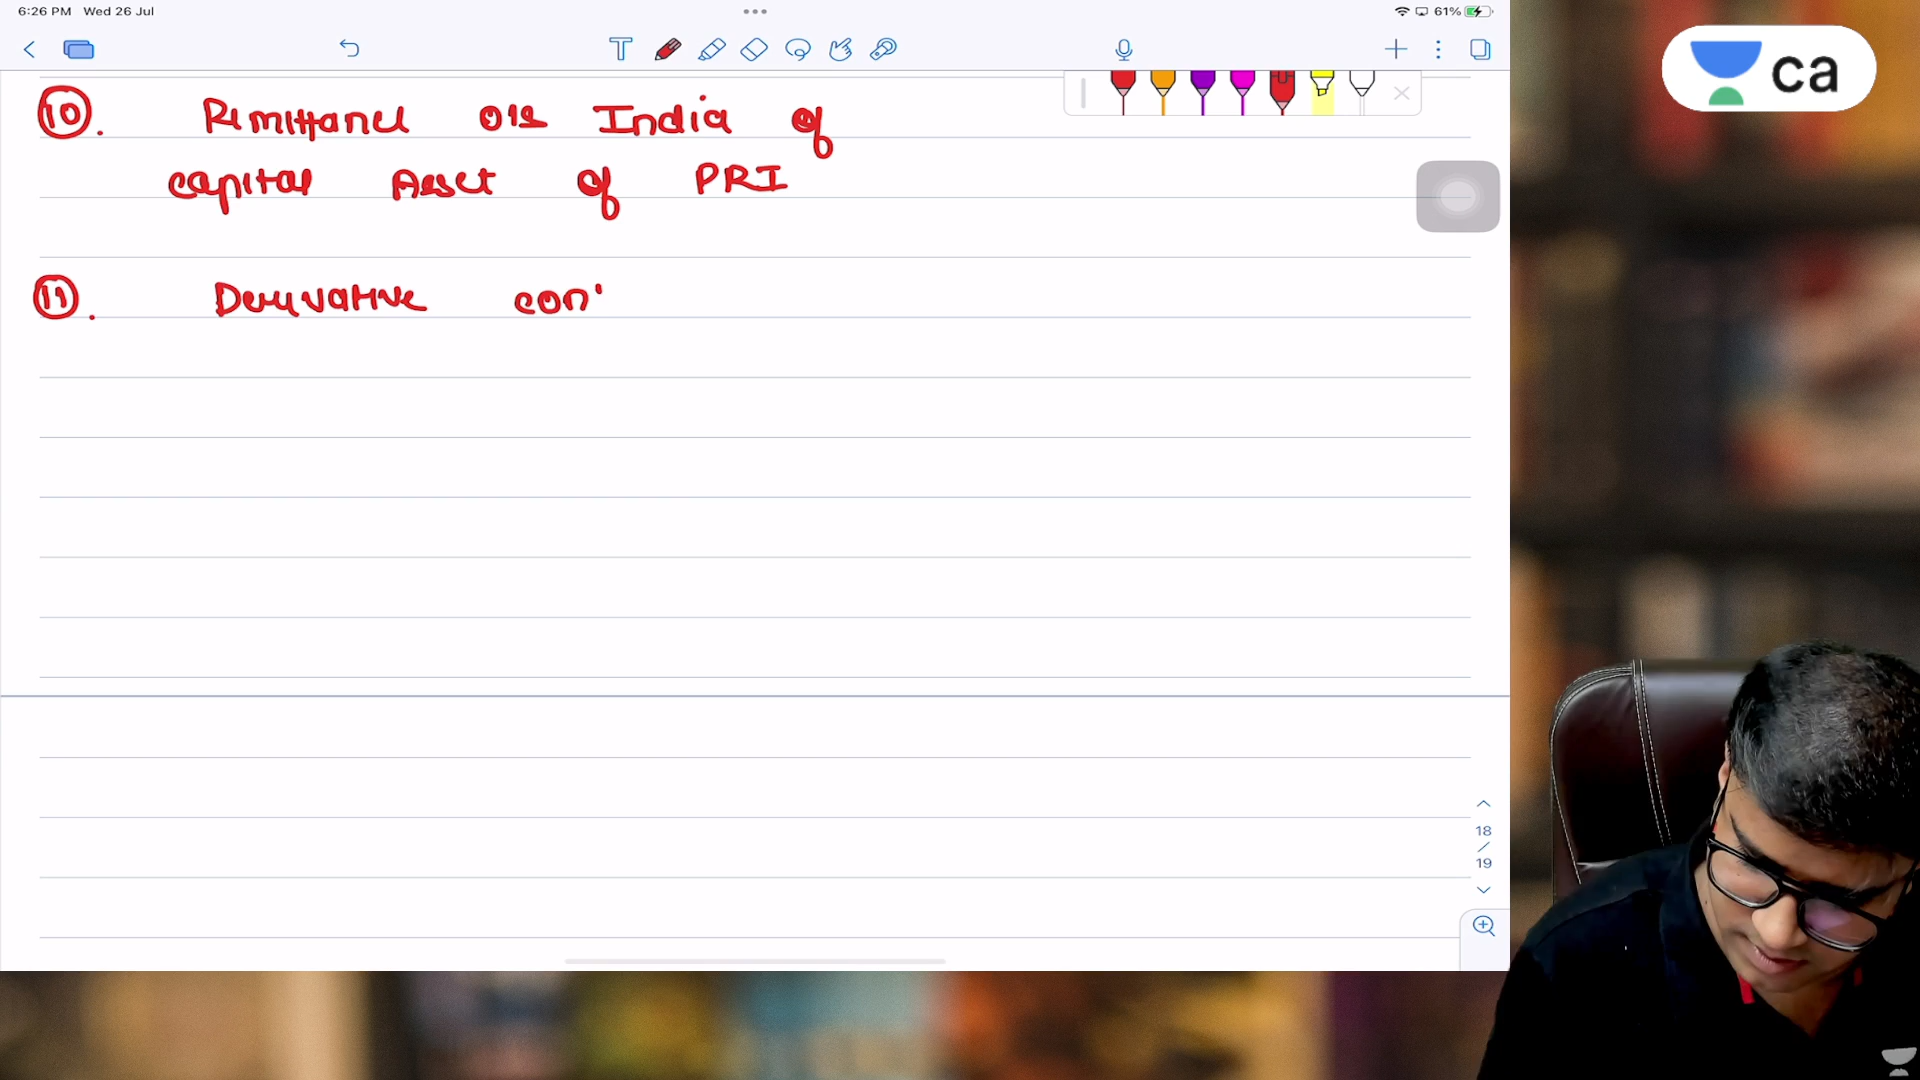 6:26 PM Wed 26 Jul
61%
ca
10. Remittance o/s India of
capital Asset of PRI
11. Derivative con
18
/
19